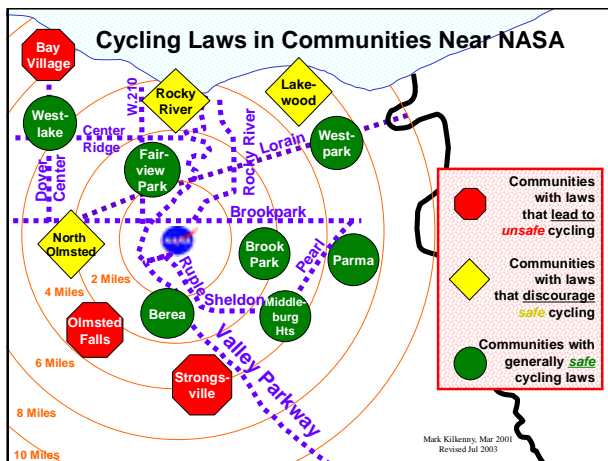 Cycling Laws in Communities Near NASA
Bay
Village
W.210
Rocky
River
Lake-
wood
West-
lake
Center
Ridge
Rocky River
Lorain
West-
park
Fair-
view
Park
Dover
Center
Brookpark
North
Olmsted
NASA
Brook
Park
Pearl
Parma
2 Miles
Ruple
4 Miles
Sheldon
Berea
Middle-
burg
Hts
Olmsted
Falls
Valley Parkway
6 Miles
Strongs-
ville
8 Miles
10 Miles
Communities
with laws
that lead to
unsafe cycling
Communities
with laws
that discourage
safe cycling
Communities with
generally safe
cycling laws
Mark Kilkenny, Mar 2001
Revised Jul 2003